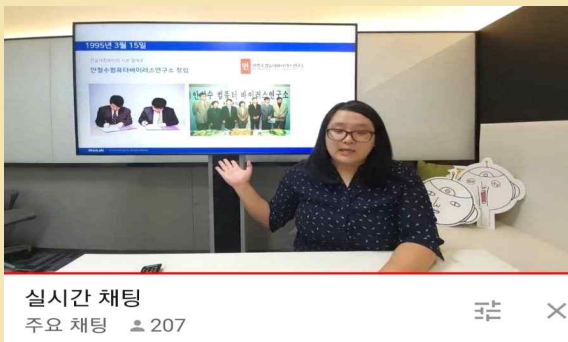 1995년 3월 15일
안철수컴퓨터바이러스연구소 창립
안철수 컴퓨터 바이러스 연구소
실시간 채팅
주요 채팅 207